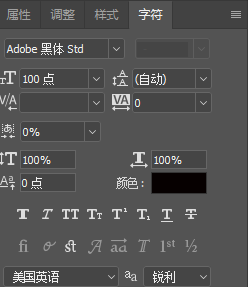 属性 调整 样式 字符
Adobe 黑体 Std
100 点 (自动)
0
0%
100% 100%
0 点 颜色:
T T TT Tt T¹ T₁ T T
fi st A aa T 1st ½
美国英语 aa 锐利